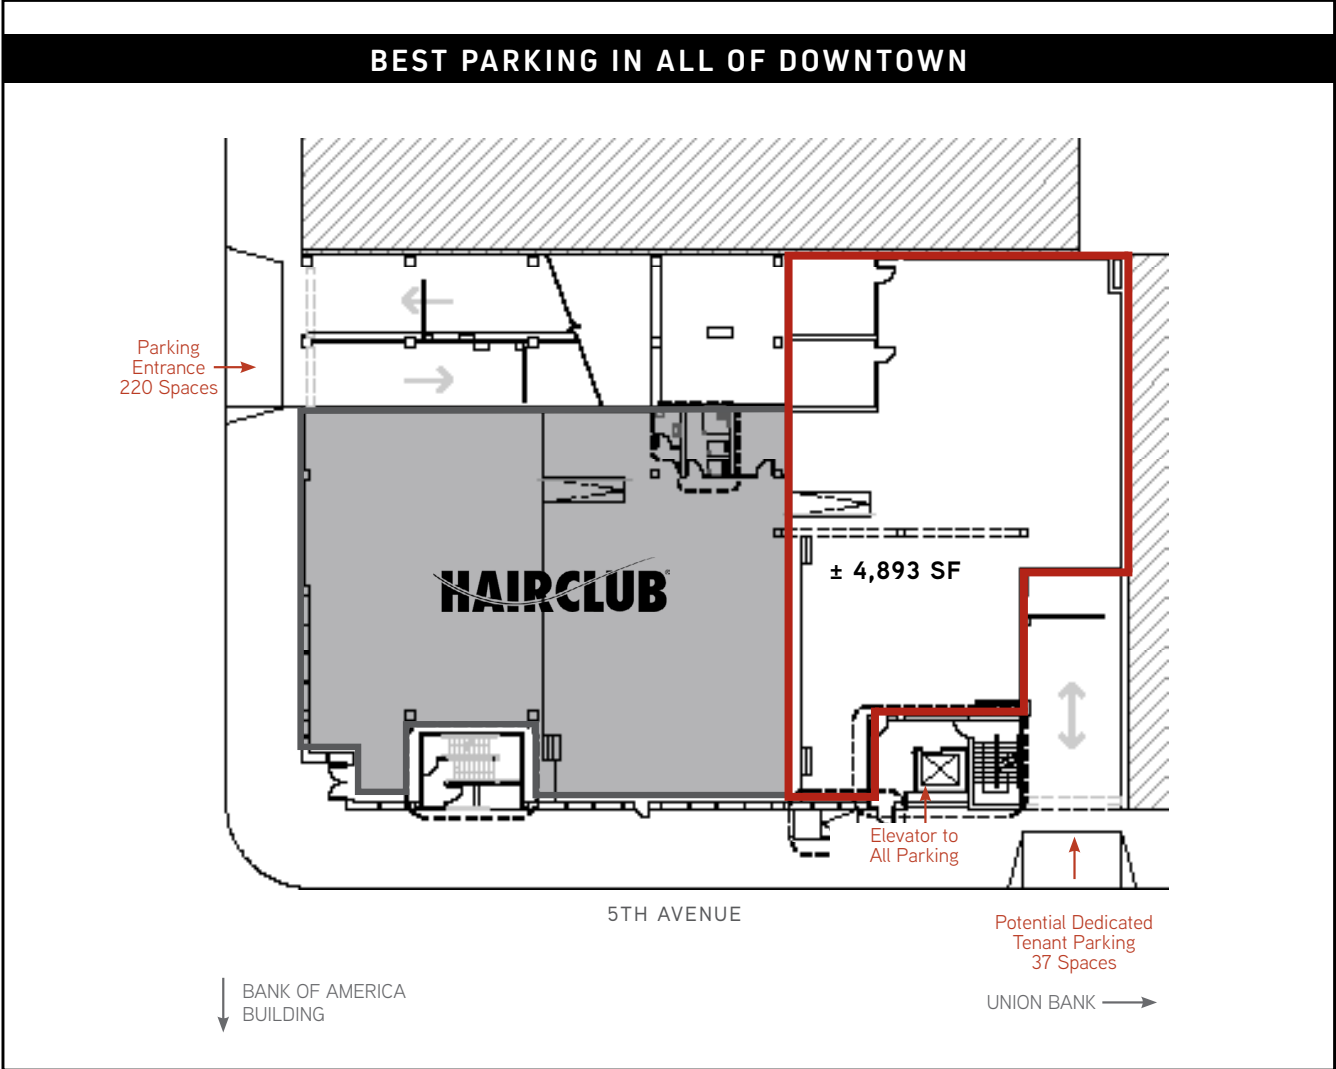 BEST PARKING IN ALL OF DOWNTOWN
Parking
Entrance
220 Spaces
HAIRCLUB®
± 4,893 SF
Elevator to
All Parking
5TH AVENUE
Potential Dedicated
Tenant Parking
37 Spaces
BANK OF AMERICA
BUILDING
UNION BANK